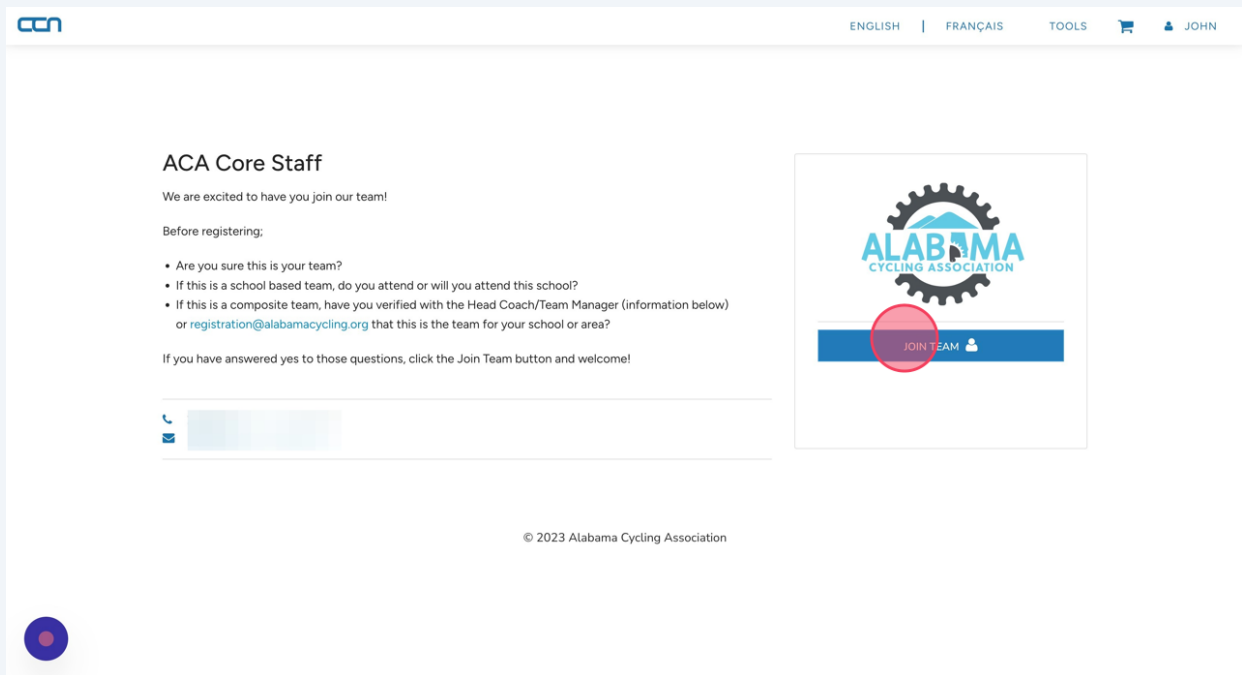 CCN
ENGLISH | FRANÇAIS TOOLS JOHN
ACA Core Staff
We are excited to have you join our team!
Before registering;
• Are you sure this is your team?
• If this is a school based team, do you attend or will you attend this school?
• If this is a composite team, have you verified with the Head Coach/Team Manager (information below)
or registration@alabamacycling.org that this is the team for your school or area?
If you have answered yes to those questions, click the Join Team button and welcome!
ALABAMA
CYCLING ASSOCIATION
JOIN TEAM
© 2023 Alabama Cycling Association